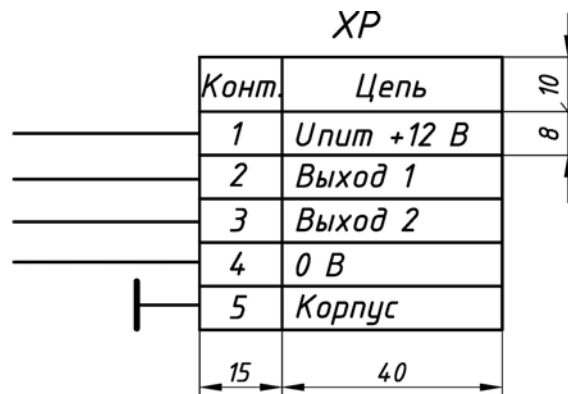 XP
Конт. Цепь 10
1 Uпит +12 В 8
2 Выход 1
3 Выход 2
4 0 В
5 Корпус
15 40